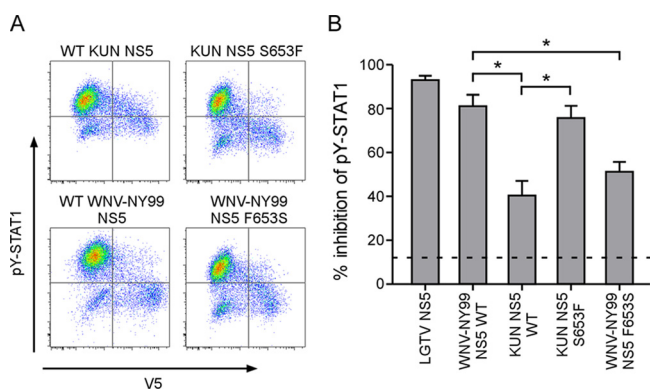 A
WT KUN NS5
KUN NS5 S653F
WT WNV-NY99
NS5
WNV-NY99
NS5 F653S
pY-STAT1
V5
B
% inhibition of pY-STAT1
100
80
60
40
20
0
*
*
*
LGTV NS5
WNV-NY99
NS5 WT
KUN NS5
WT
KUN NS5
S653F
WNV-NY99
NS5 F653S